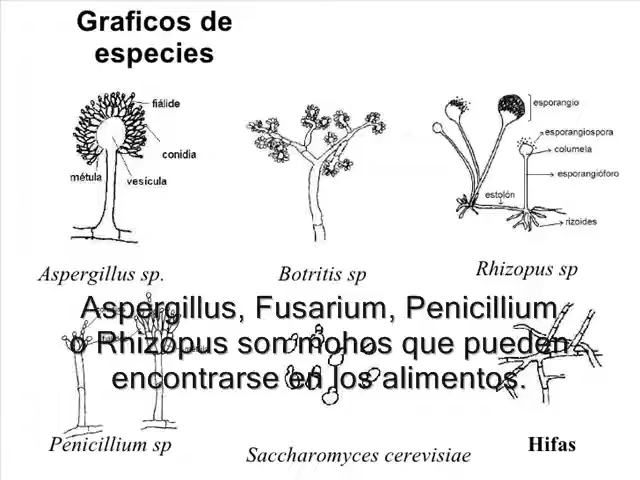 Graficos de
especies
fiálide
conidia
métula
vesícula
esporangio
esporangiospora
columela
esporangióforo
estolón
rizoides
Aspergillus sp.
Botritis sp
Rhizopus sp
Aspergillus, Fusarium, Penicillium
o Rhizopus son mohos que pueden
encontrarse en los alimentos.
Penicillium sp
Saccharomyces cerevisiae
Hifas